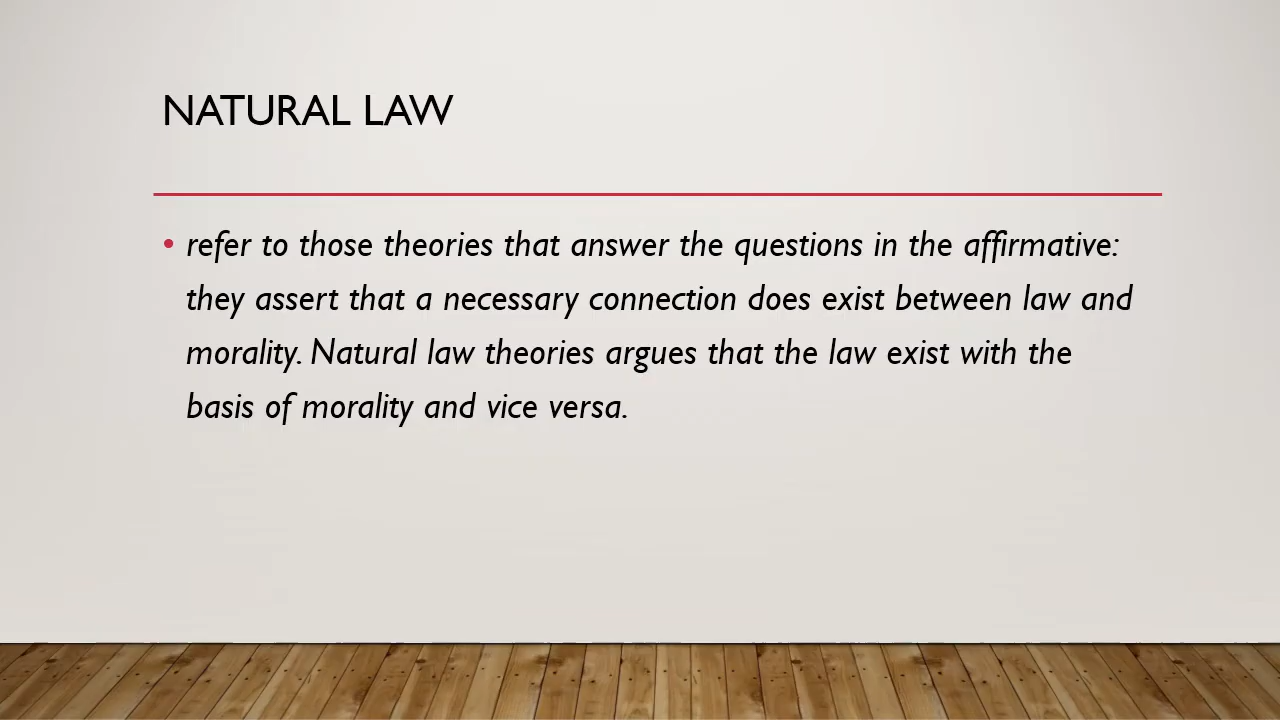 NATURAL LAW
• refer to those theories that answer the questions in the affirmative:
they assert that a necessary connection does exist between law and
morality. Natural law theories argues that the law exist with the
basis of morality and vice versa.